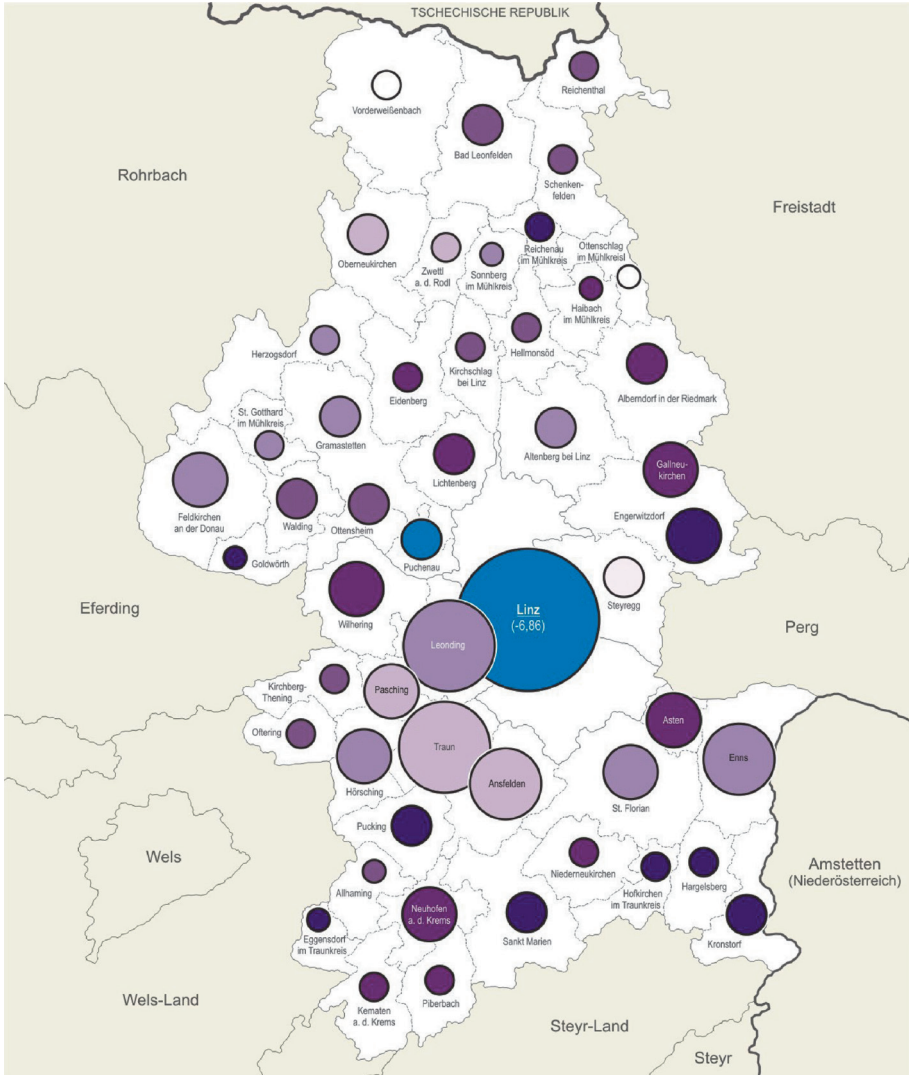 TSCHECHISCHE REPUBLIK
Reichenthal
Vorderweißenbach
Bad Leonfelden
Rohrbach
Schenken-
felden
Freistadt
Oberneukirchen
Zwettl
a. d. Rodl
Sonnberg
im Mühlkreis
Reichenau
im Mühlkreis
Ottenschlag
im Mühlkreisl
Haibach
im Mühlkreis
Herzogsdorf
Kirchschlag
bei Linz
Hellmonsöd
Eidenberg
Alberndorf in der Riedmark
St. Gotthard
im Mühlkreis
Gramastetten
Altenberg bei Linz
Lichtenberg
Gallneu-
kirchen
Feldkirchen
an der Donau
Walding
Ottensheim
Engerwitzdorf
Goldwörth
Puchenau
Eferding
Wilhering
Linz
(-6,86)
Steyregg
Perg
Leonding
Kirchberg-
Thening
Pasching
Asten
Oftering
Traun
Enns
Hörsching
Ansfelden
St. Florian
Pucking
Wels
Allhaming
Niederneukirchen
Hofkirchen
im Traunkreis
Hargelsberg
Amstetten
(Niederösterreich)
Neuhofen
a. d. Krems
Eggensdorf
im Traunkreis
Sankt Marien
Kronstorf
Wels-Land
Kematen
a. d. Krems
Piberbach
Steyr-Land
Steyr